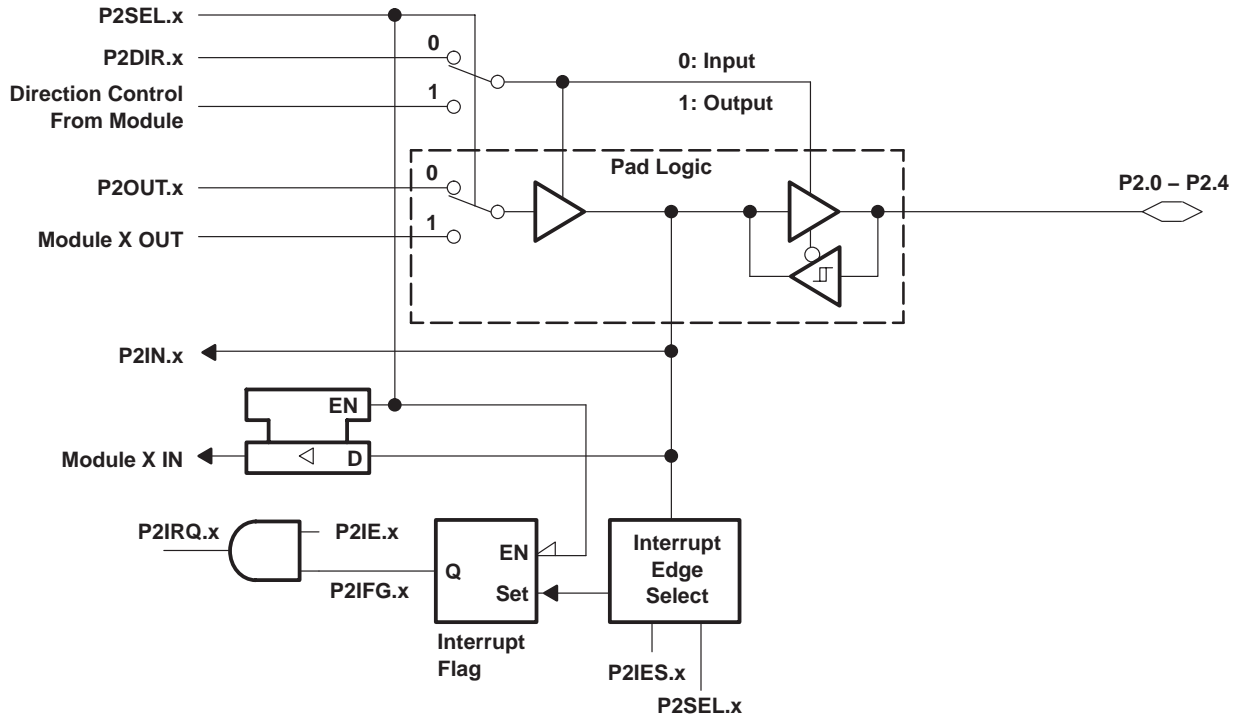 P2SEL.x
P2DIR.x
0
0: Input
Direction Control
From Module
1
1: Output
Pad Logic
P2OUT.x
0
P2.0 – P2.4
Module X OUT
1
P2IN.x
EN
Module X IN
D
P2IRQ.x
P2IE.x
P2IFG.x
EN
Q
Set
Interrupt
Flag
Interrupt
Edge
Select
P2IES.x
P2SEL.x